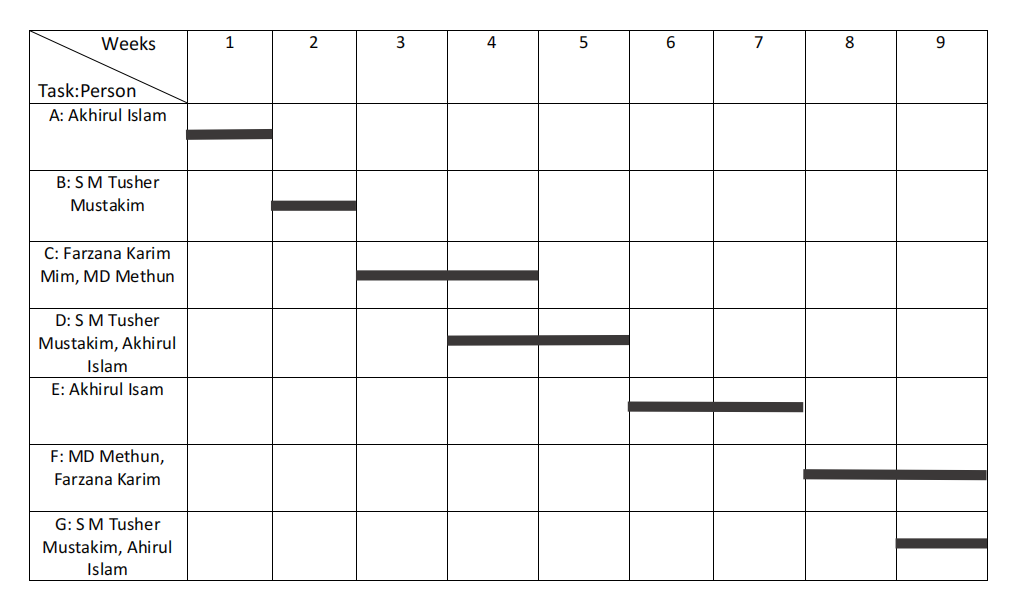 Weeks 1 2 3 4 5 6 7 8 9
Task:Person
A: Akhirul Islam
B: S M Tusher
Mustakim
C: Farzana Karim
Mim, MD Methun
D: S M Tusher
Mustakim, Akhirul
Islam
E: Akhirul Isam
F: MD Methun,
Farzana Karim
G: S M Tusher
Mustakim, Ahirul
Islam